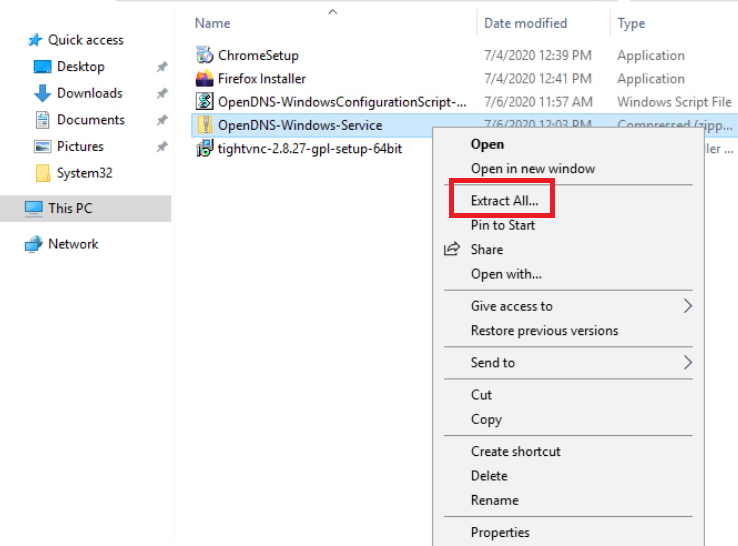 Name Date modified Type
Quick access
Desktop
Downloads
Documents
Pictures
System32
This PC
Network
ChromeSetup 7/4/2020 12:39 PM Application
Firefox Installer 7/4/2020 12:41 PM Application
OpenDNS-WindowsConfigurationScript-... 7/6/2020 11:57 AM Windows Script File
OpenDNS-Windows-Service 7/6/2020 12:03 PM Compressed (zipp...
tightvnc-2.8.27-gpl-setup-64bit
Open
Open in new window
Extract All...
Pin to Start
Share
Open with...
Give access to
Restore previous versions
Send to
Cut
Copy
Create shortcut
Delete
Rename
Properties